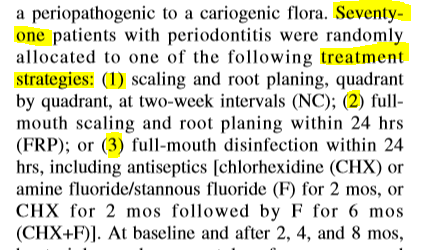 a periopathogenic to a cariogenic flora. Seventy-
one patients with periodontitis were randomly
allocated to one of the following treatment
strategies: (1) scaling and root planing, quadrant
by quadrant, at two-week intervals (NC); (2) full-
mouth scaling and root planing within 24 hrs
(FRP); or (3) full-mouth disinfection within 24
hrs, including antiseptics [chlorhexidine (CHX) or
amine fluoride/stannous fluoride (F) for 2 mos, or
CHX for 2 mos followed by F for 6 mos
(CHX+F)]. At baseline and after 2, 4, and 8 mos,